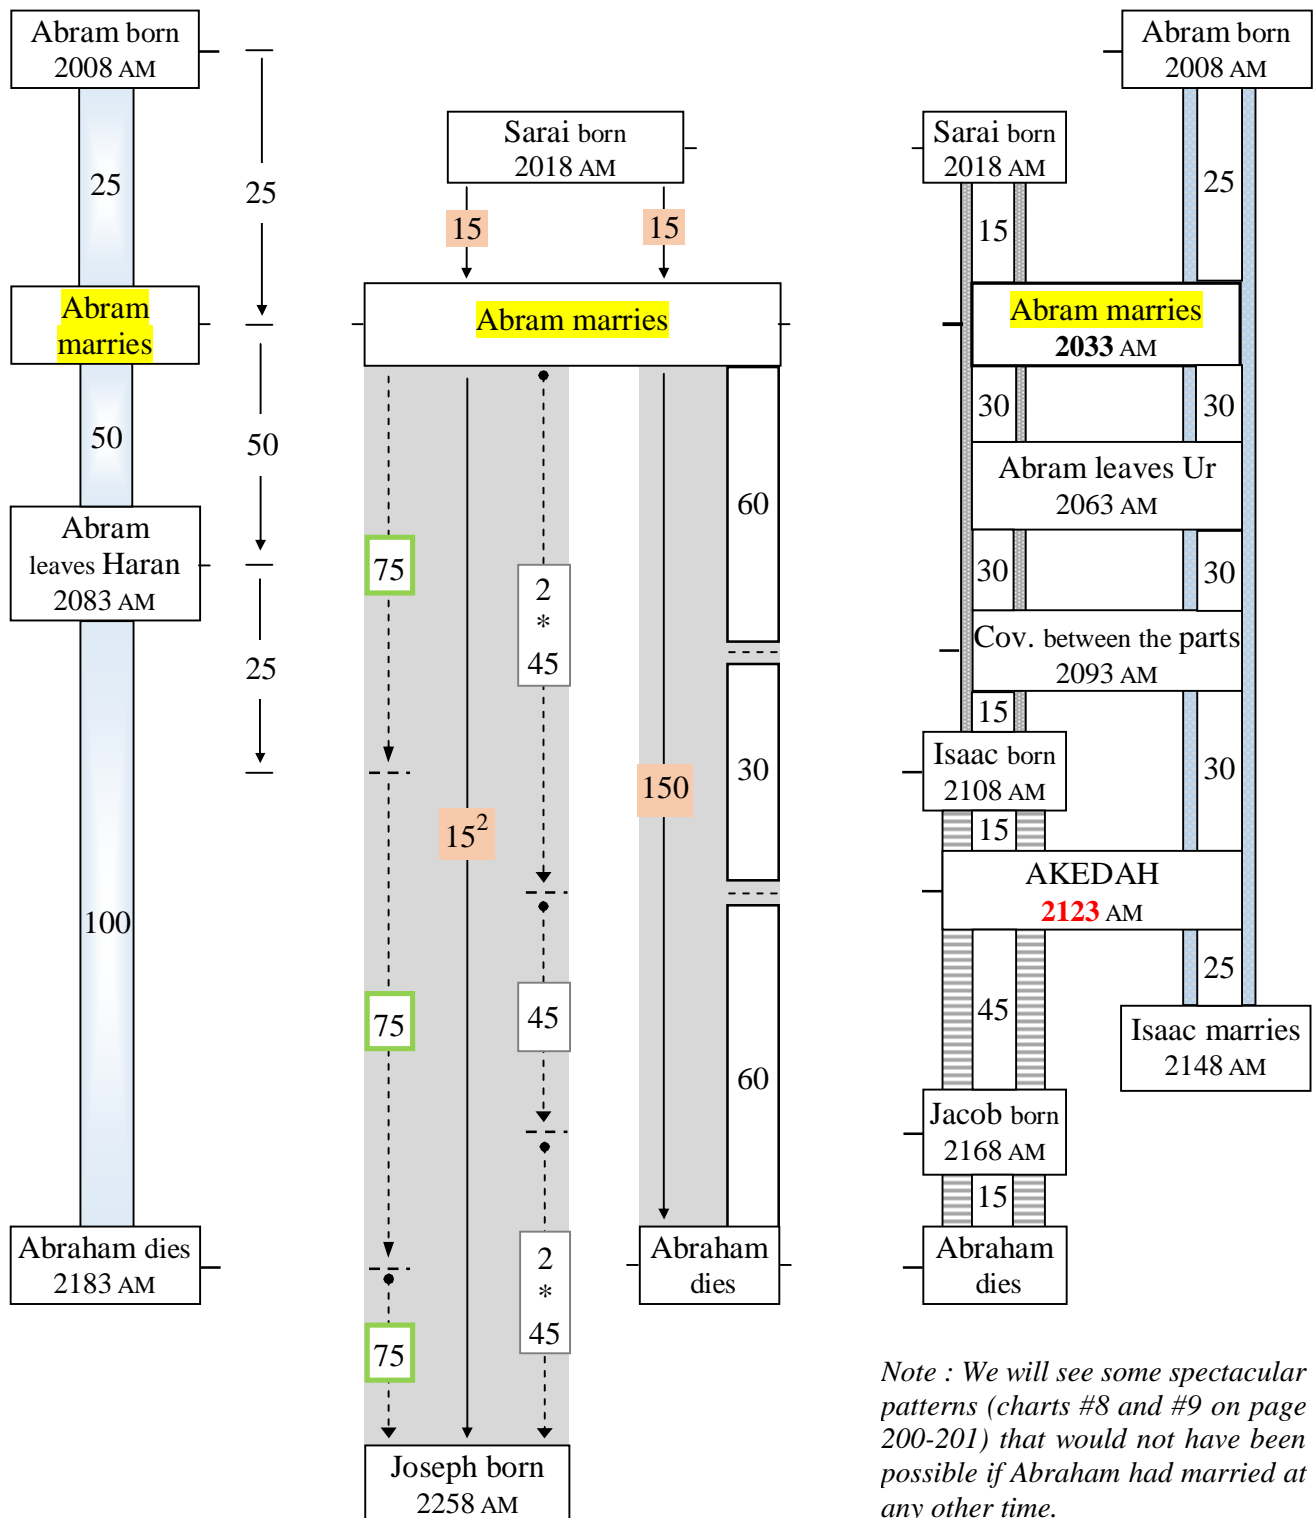 Abram born
2008 AM
25
Abram
marries
50
Abram
leaves Haran
2083 AM
100
Abraham dies
2183 AM
25
50
25
Sarai born
2018 AM
15
15
Abram marries
75
75
75
15²
2
*
45
45
2
*
45
150
60
30
60
Abraham
dies
Joseph born
2258 AM
Abram born
2008 AM
Sarai born
2018 AM
25
15
Abram marries
2033 AM
30
30
Abram leaves Ur
2063 AM
30
30
Cov. between the parts
2093 AM
15
Isaac born
2108 AM
30
15
AKEDAH
2123 AM
25
45
Isaac marries
2148 AM
Jacob born
2168 AM
15
Abraham
dies
Note : We will see some spectacular
patterns (charts #8 and #9 on page
200-201) that would not have been
possible if Abraham had married at
any other time.